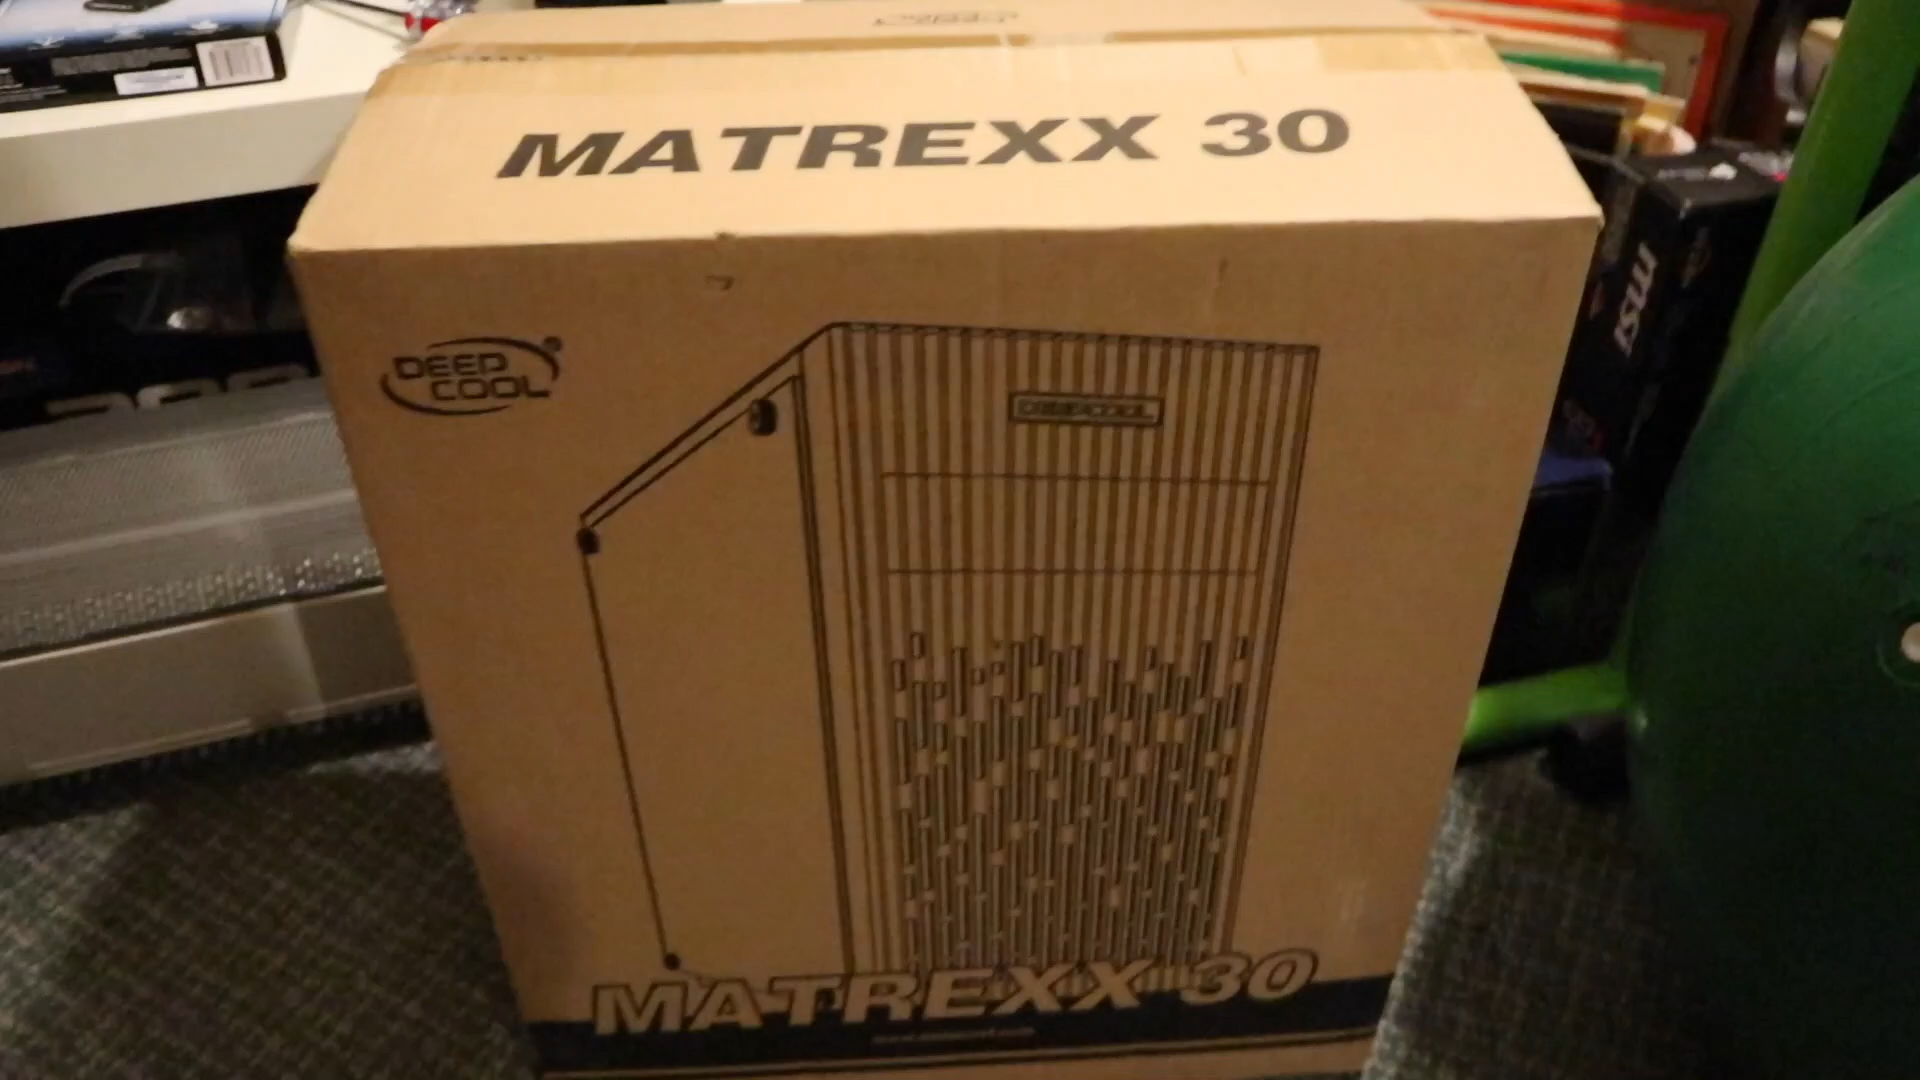 MATREXX 30
DEEP
COOL
DEEPCOOL
MATREXX 30
msi